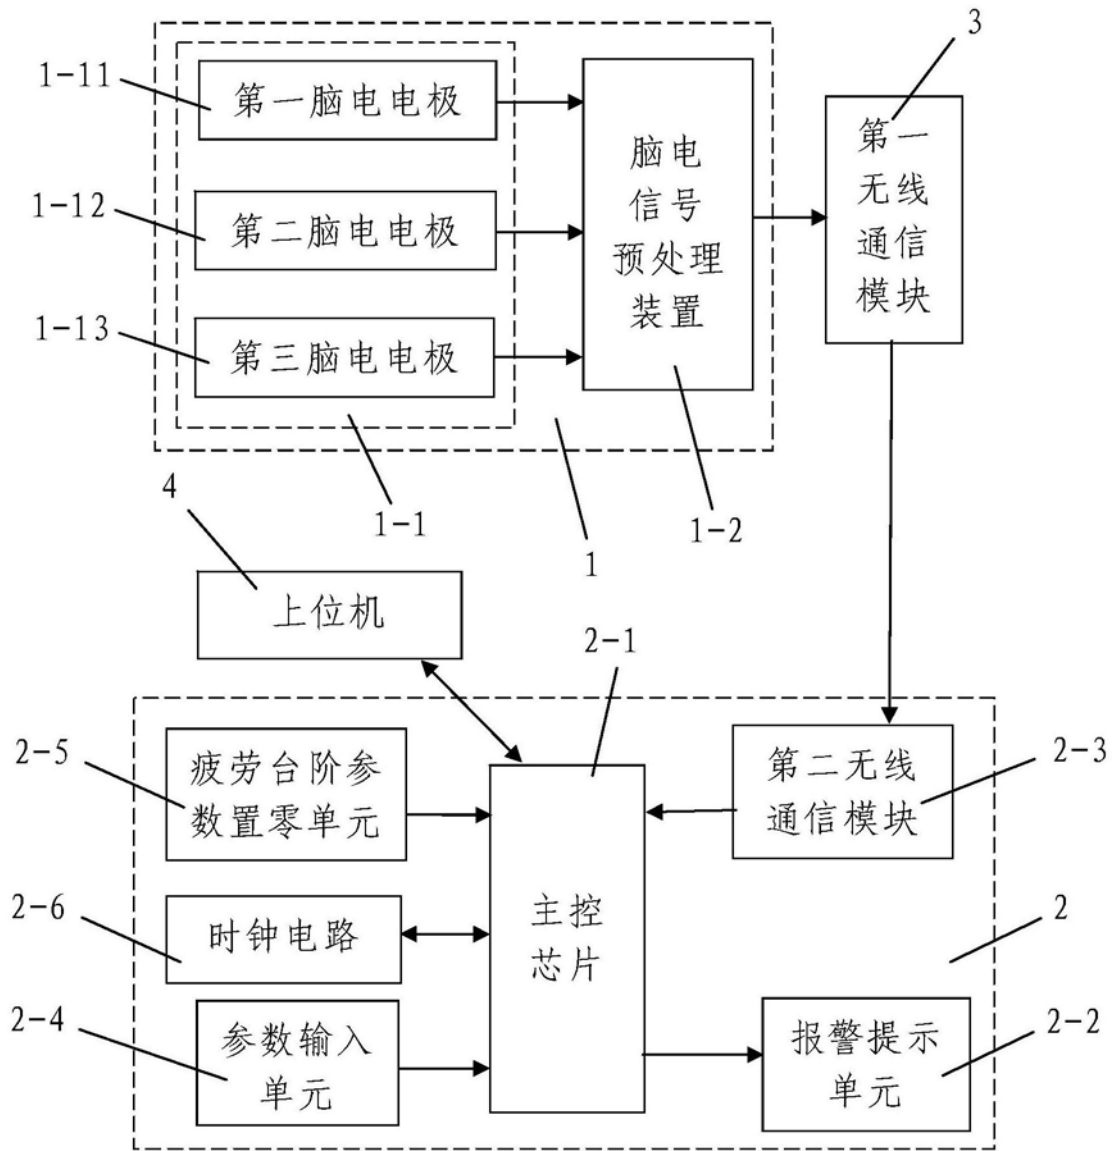 3
1-11
第一脑电电极
1-12
第二脑电电极
1-13
第三脑电电极
脑电
信号
预处理
装置
第一
无线
通信
模块
1-1
1
1-2
4
上位机
2-1
2-5
疲劳台阶参
数置零单元
第二无线
通信模块
2-3
2-6
时钟电路
主控
芯片
2
2-4
参数输入
单元
报警提示
单元
2-2